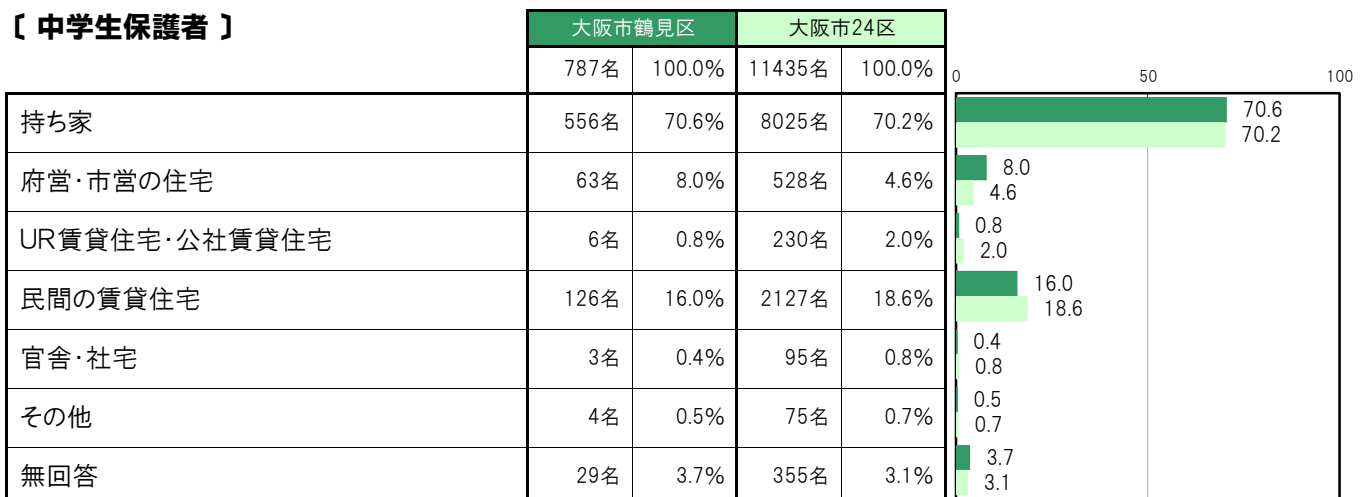 〔 中学生保護者 〕
大阪市鶴見区 大阪市24区
787名 100.0% 11435名 100.0%
0 50 100
持ち家 556名 70.6% 8025名 70.2%
70.6
70.2
府営・市営の住宅 63名 8.0% 528名 4.6%
8.0
4.6
UR賃貸住宅・公社賃貸住宅 6名 0.8% 230名 2.0%
0.8
2.0
民間の賃貸住宅 126名 16.0% 2127名 18.6%
16.0
18.6
官舎・社宅 3名 0.4% 95名 0.8%
0.4
0.8
その他 4名 0.5% 75名 0.7%
0.5
0.7
無回答 29名 3.7% 355名 3.1%
3.7
3.1